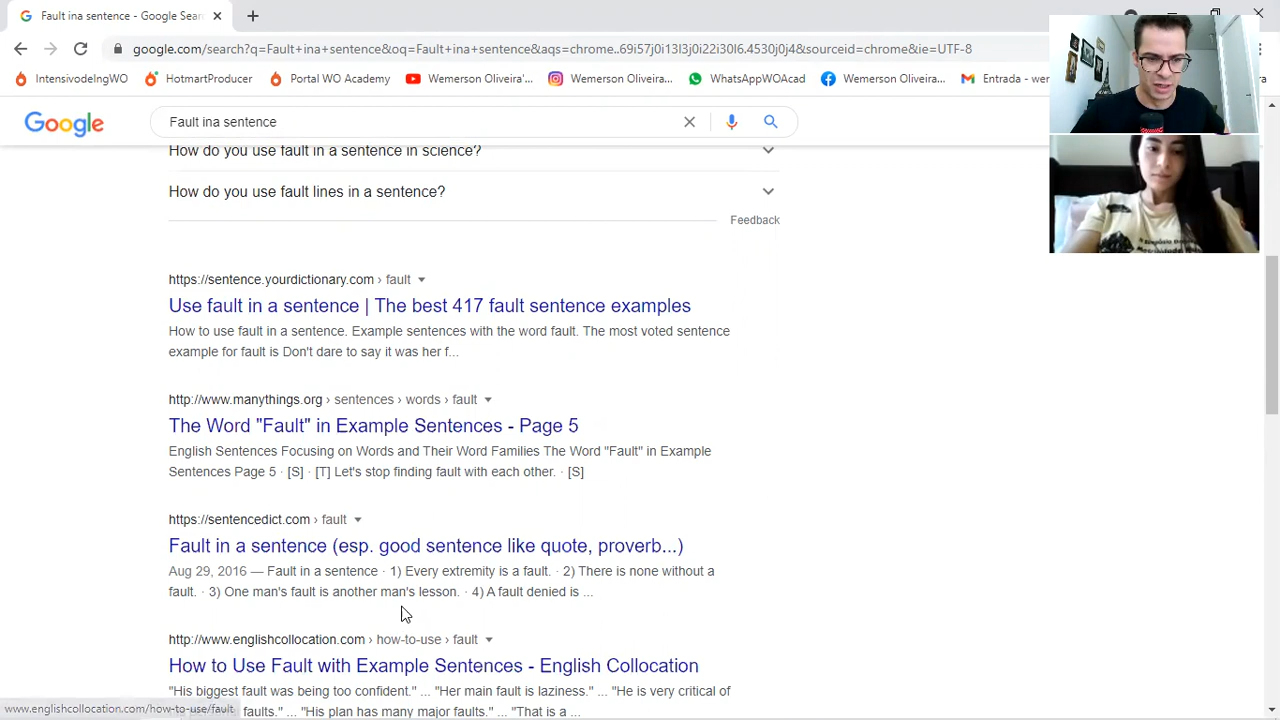 Fault ina sentence - Google Sear
google.com/search?q=Fault+ina+sentence&oq=Fault+ina+sentence&aqs=chrome..69i57j0i13l3j0i22i30l6.4530j0j4&sourceid=chrome&ie=UTF-8
IntensivodeIngWO HotmartProducer Portal WO Academy Wemerson Oliveira'... Wemerson Oliveira... WhatsAppWOAcad Wemerson Oliveira... Entrada - wer
Google Fault ina sentence
How do you use fault in a sentence in science?
How do you use fault lines in a sentence?
Feedback
https://sentence.yourdictionary.com › fault
Use fault in a sentence | The best 417 fault sentence examples
How to use fault in a sentence. Example sentences with the word fault. The most voted sentence
example for fault is Don't dare to say it was her f...
http://www.manythings.org › sentences › words › fault
The Word "Fault" in Example Sentences - Page 5
English Sentences Focusing on Words and Their Word Families The Word "Fault" in Example
Sentences Page 5 · [S] · [T] Let's stop finding fault with each other. · [S]
https://sentencedict.com › fault
Fault in a sentence (esp. good sentence like quote, proverb...)
Aug 29, 2016 — Fault in a sentence · 1) Every extremity is a fault. · 2) There is none without a
fault. · 3) One man's fault is another man's lesson. · 4) A fault denied is ...
http://www.englishcollocation.com › how-to-use › fault
How to Use Fault with Example Sentences - English Collocation
"His biggest fault was being too confident." ... "Her main fault is laziness." ... "He is very critical of
faults." ... "His plan has many major faults." ... "That is a ...
www.englishcollocation.com/how-to-use/fault